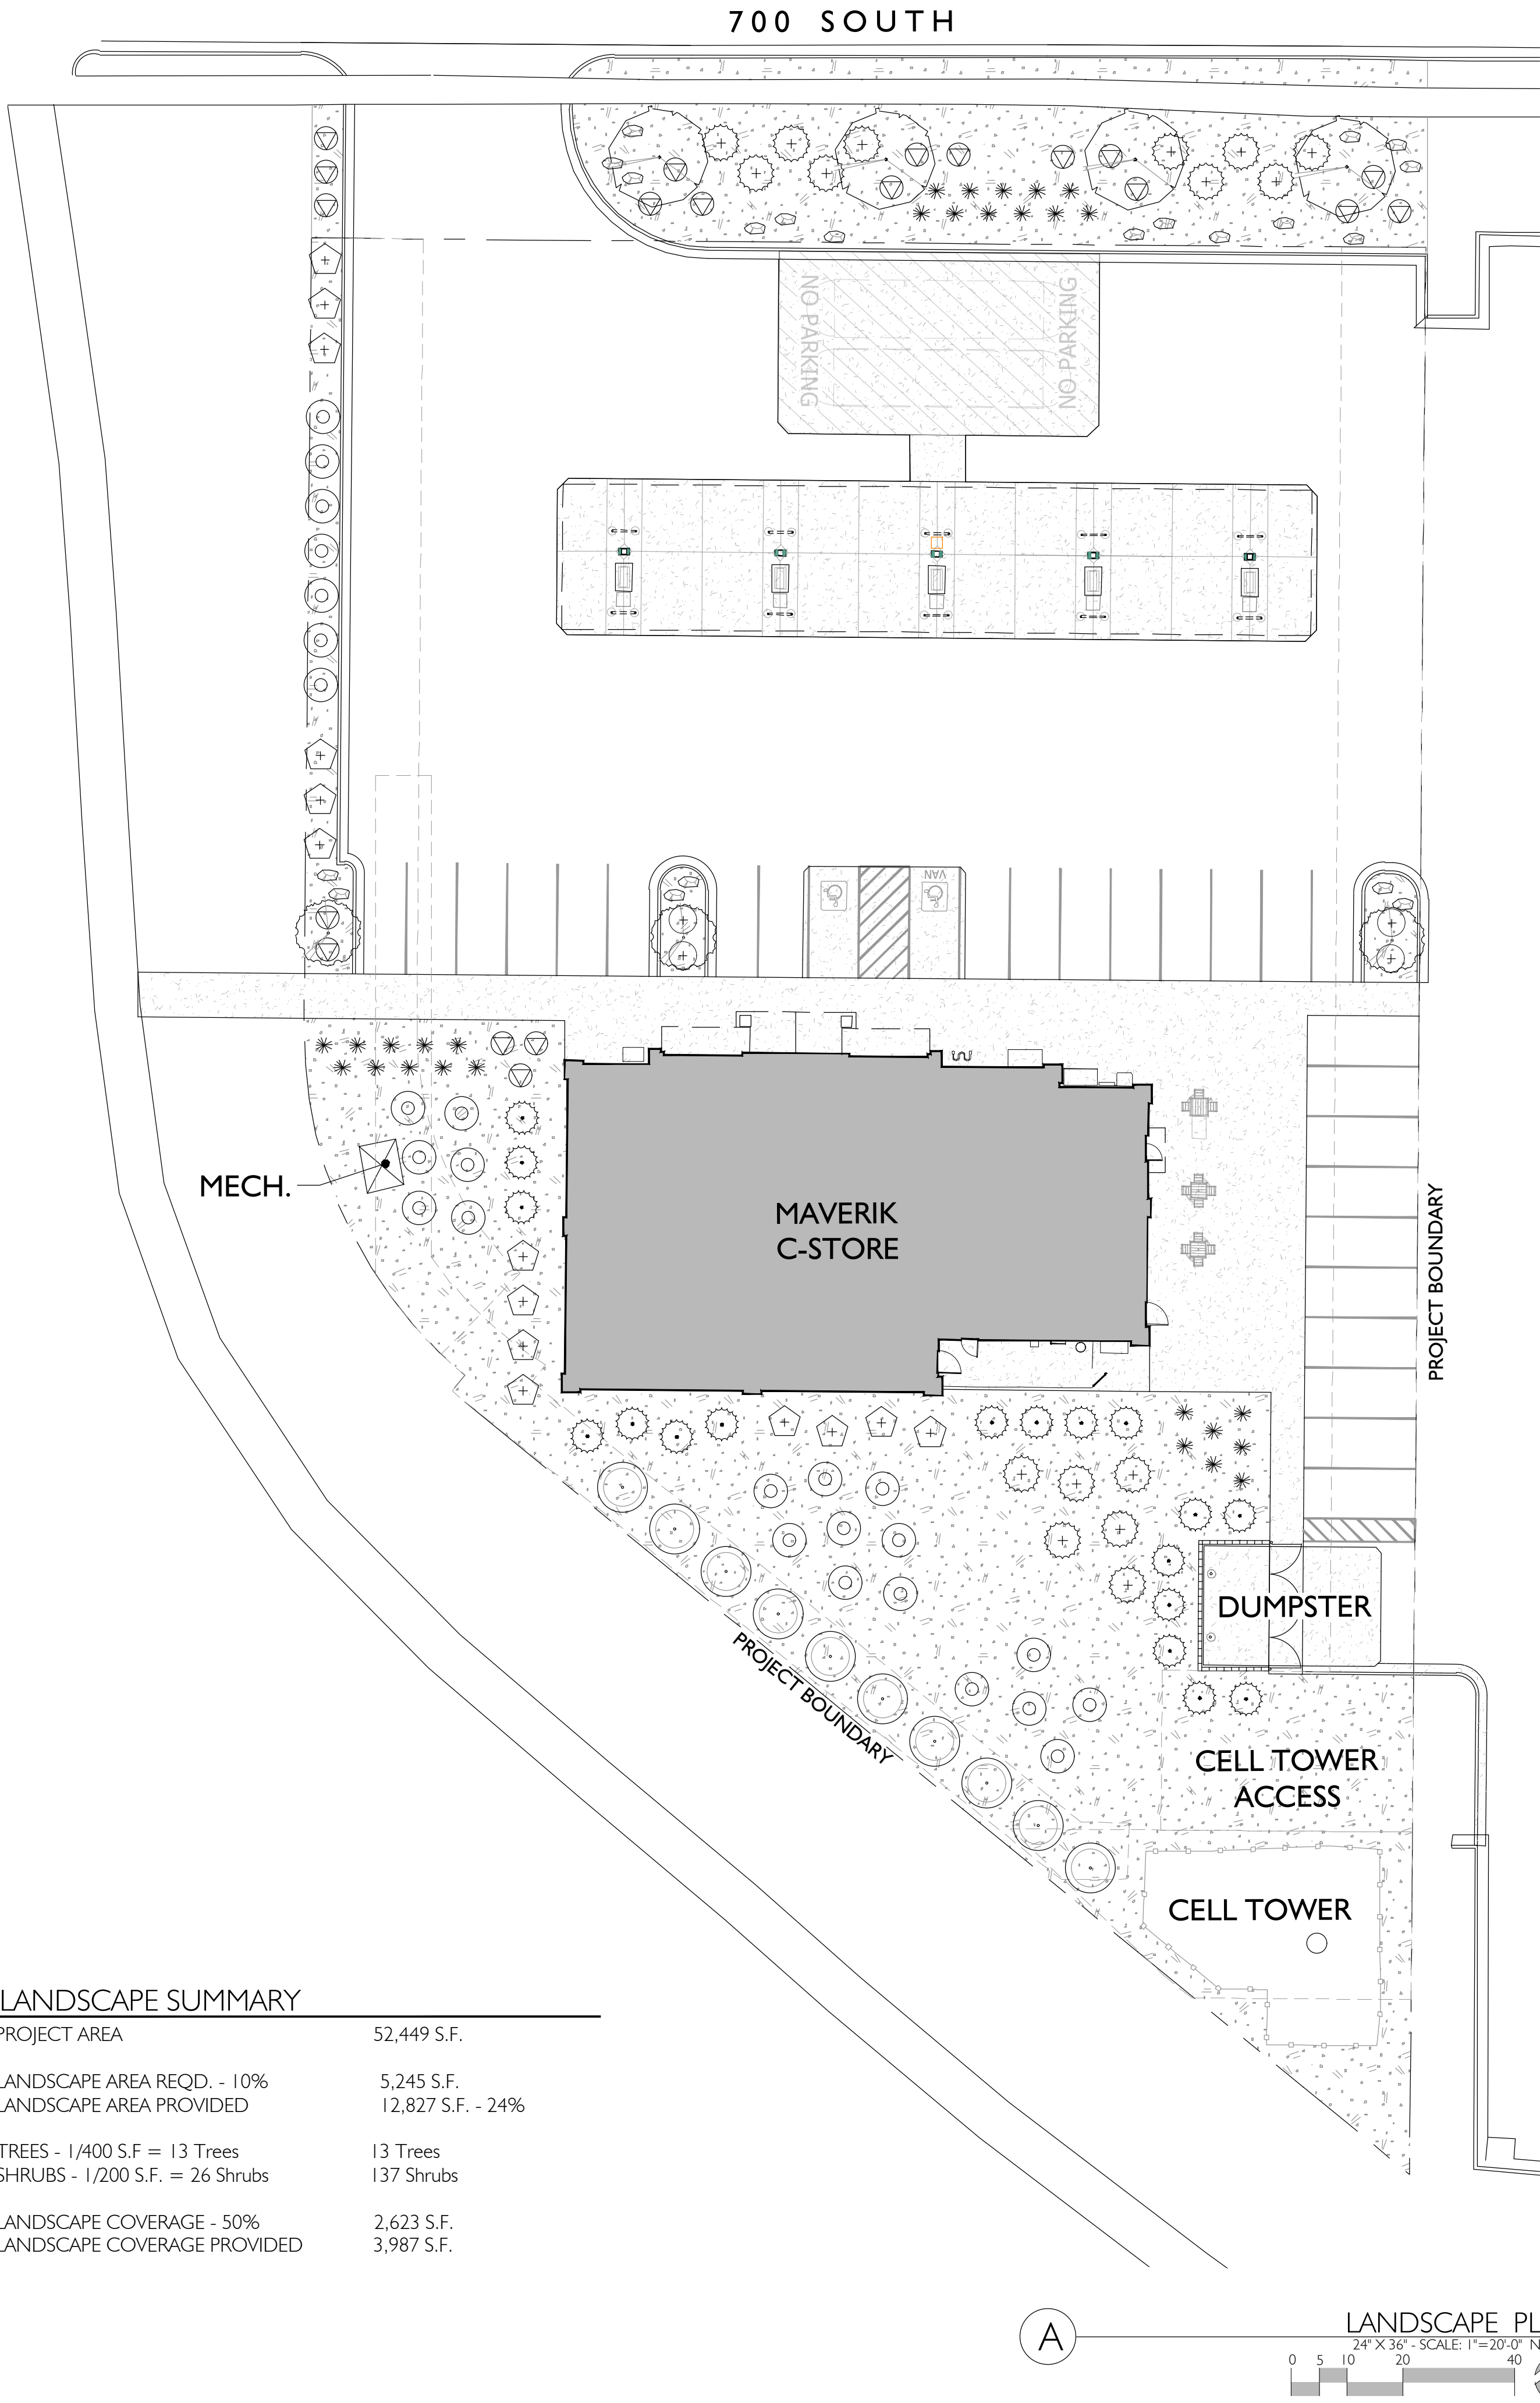 700 SOUTH
NO PARKING
NO PARKING
VAN
MECH.
MAVERIK
C-STORE
PROJECT BOUNDARY
DUMPSTER
PROJECT BOUNDARY
CELL TOWER
ACCESS
CELL TOWER
LANDSCAPE SUMMARY
PROJECT AREA 52,449 S.F.
LANDSCAPE AREA REQD. - 10% 5,245 S.F.
LANDSCAPE AREA PROVIDED 12,827 S.F. - 24%
TREES - 1/400 S.F = 13 Trees 13 Trees
SHRUBS - 1/200 S.F. = 26 Shrubs 137 Shrubs
LANDSCAPE COVERAGE - 50% 2,623 S.F.
LANDSCAPE COVERAGE PROVIDED 3,987 S.F.
A
LANDSCAPE PL
24" X 36" - SCALE: 1"=20'-0" N
0 5 10 20 40